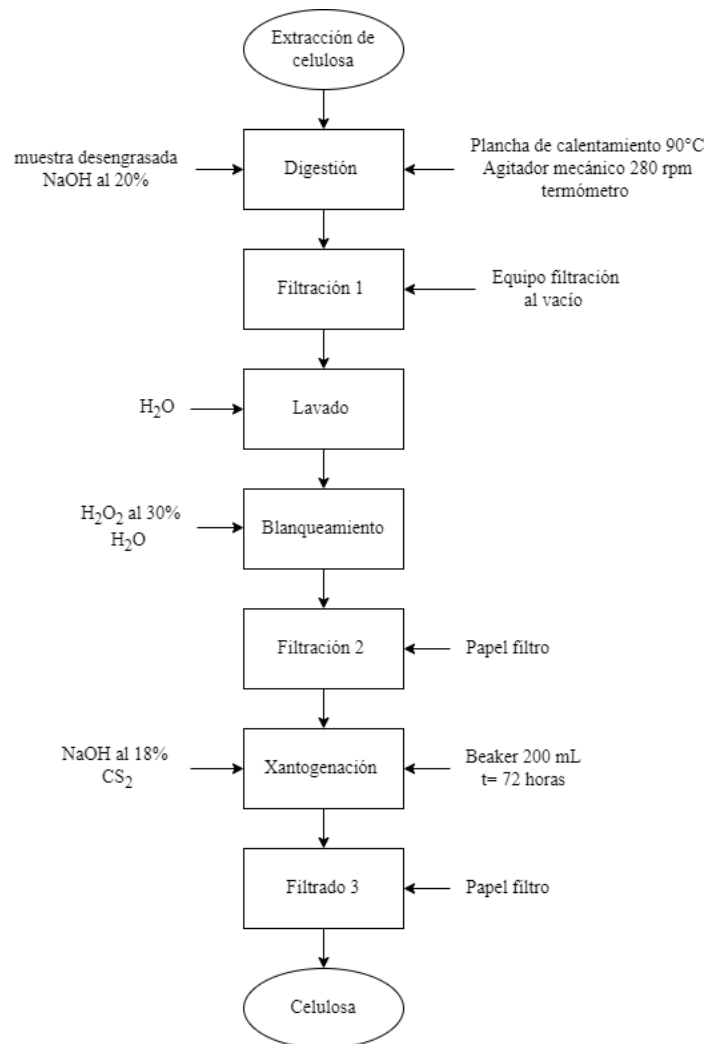 Extracción de
celulosa
muestra desengrasada
NaOH al 20%
Digestión
Plancha de calentamiento 90°C
Agitador mecánico 280 rpm
termómetro
Filtración 1
Equipo filtración
al vacío
H₂O
Lavado
H₂O₂ al 30%
H₂O
Blanqueamiento
Filtración 2
Papel filtro
NaOH al 18%
CS₂
Xantogenación
Beaker 200 mL
t= 72 horas
Filtrado 3
Papel filtro
Celulosa